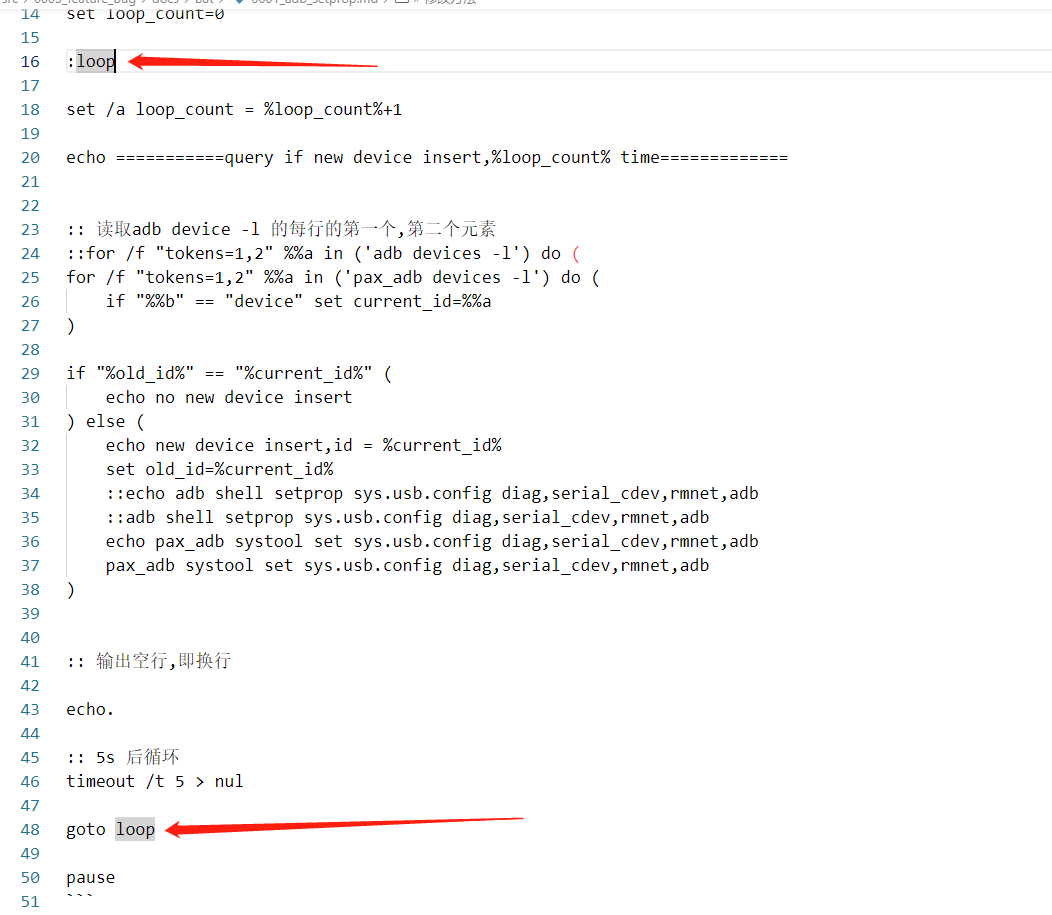 14 set loop_count=0
15
16 :loop
17
18 set /a loop_count = %loop_count%+1
19
20 echo ===========query if new device insert,%loop_count% time=============
21
22
23 :: 读取adb device -l 的每行的第一个,第二个元素
24 ::for /f "tokens=1,2" %%a in ('adb devices -l') do (
25 for /f "tokens=1,2" %%a in ('pax_adb devices -l') do (
26     if "%%b" == "device" set current_id=%%a
27 )
28
29 if "%old_id%" == "%current_id%" (
30     echo no new device insert
31 ) else (
32     echo new device insert,id = %current_id%
33     set old_id=%current_id%
34     ::echo adb shell setprop sys.usb.config diag,serial_cdev,rmnet,adb
35     ::adb shell setprop sys.usb.config diag,serial_cdev,rmnet,adb
36     echo pax_adb systool set sys.usb.config diag,serial_cdev,rmnet,adb
37     pax_adb systool set sys.usb.config diag,serial_cdev,rmnet,adb
38 )
39
40
41 :: 输出空行,即换行
42
43 echo.
44
45 :: 5s 后循环
46 timeout /t 5 > nul
47
48 goto loop
49
50 pause
51 ```